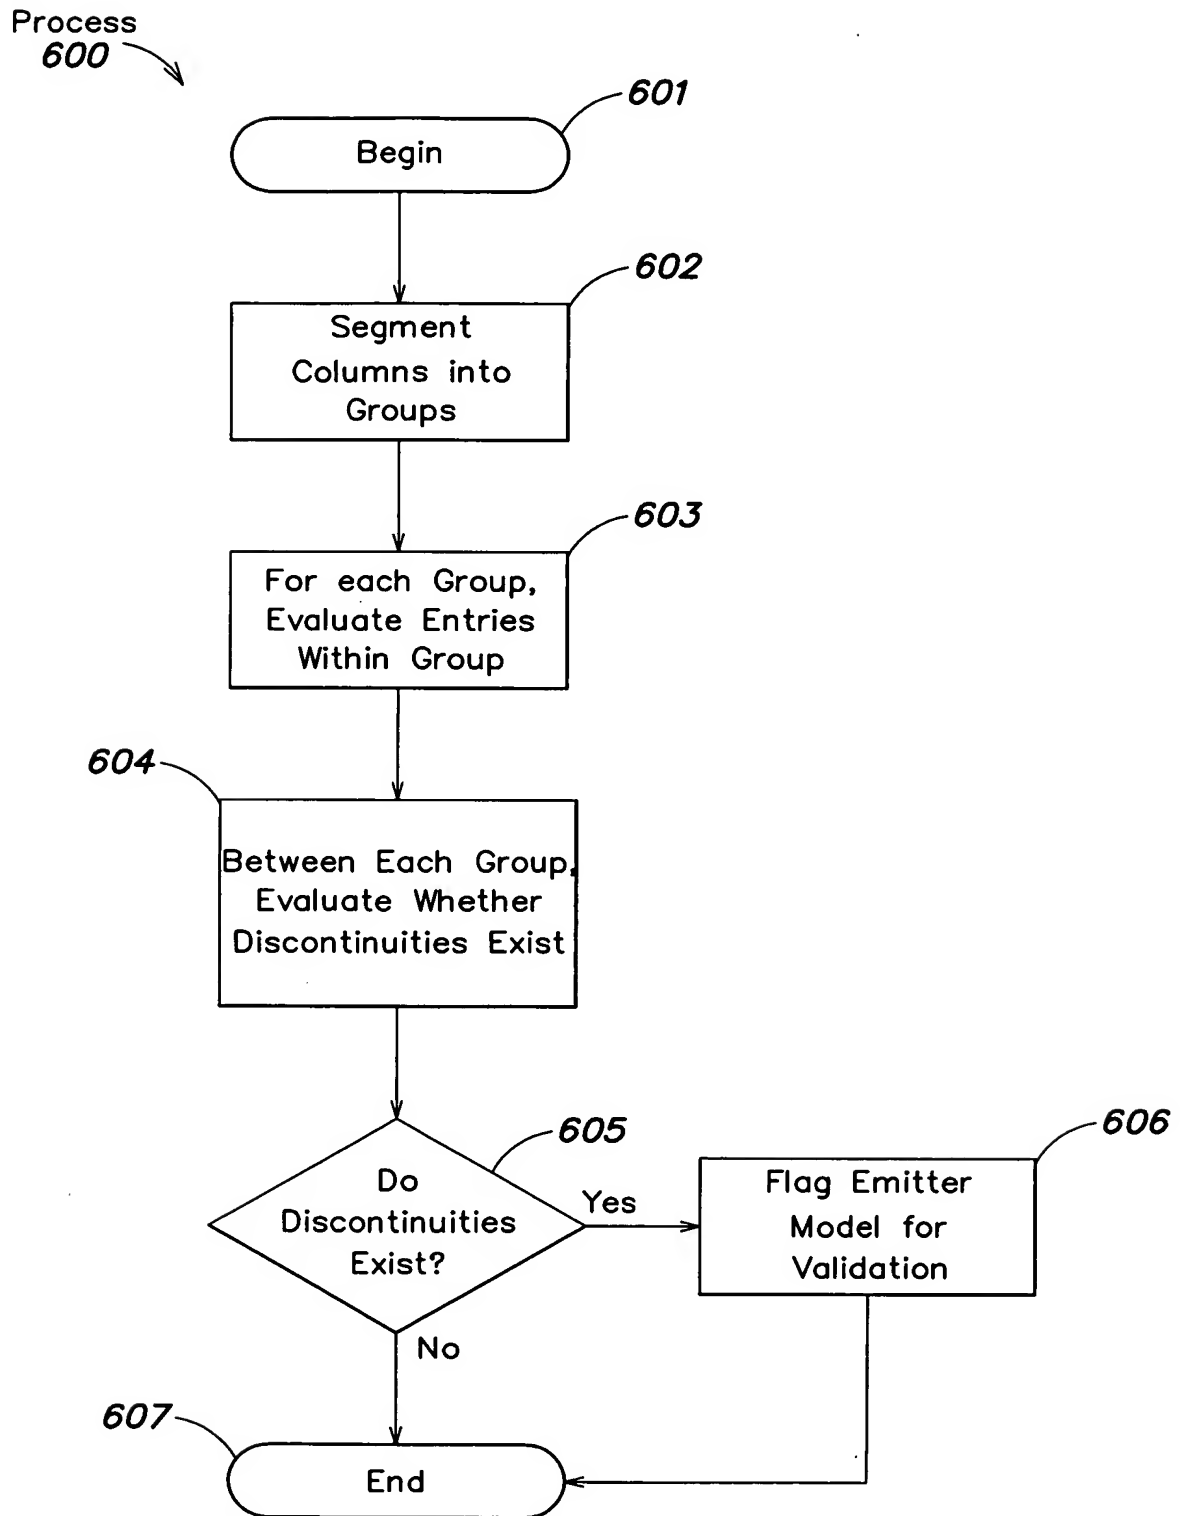 Process
600
601
Begin
602
Segment
Columns into
Groups
603
For each Group,
Evaluate Entries
Within Group
604
Between Each Group,
Evaluate Whether
Discontinuities Exist
605
Do
Discontinuities
Exist?
Yes
606
Flag Emitter
Model for
Validation
No
607
End